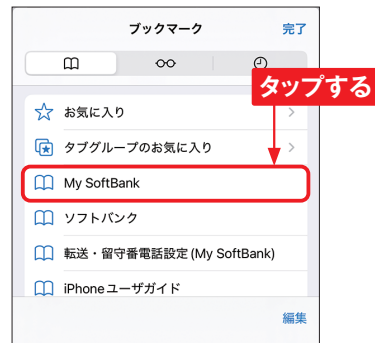 ブックマーク 完了
タップする
お気に入り
タブグループのお気に入り
My SoftBank
ソフトバンク
転送・留守番電話設定(My SoftBank)
iPhoneユーザガイド
編集